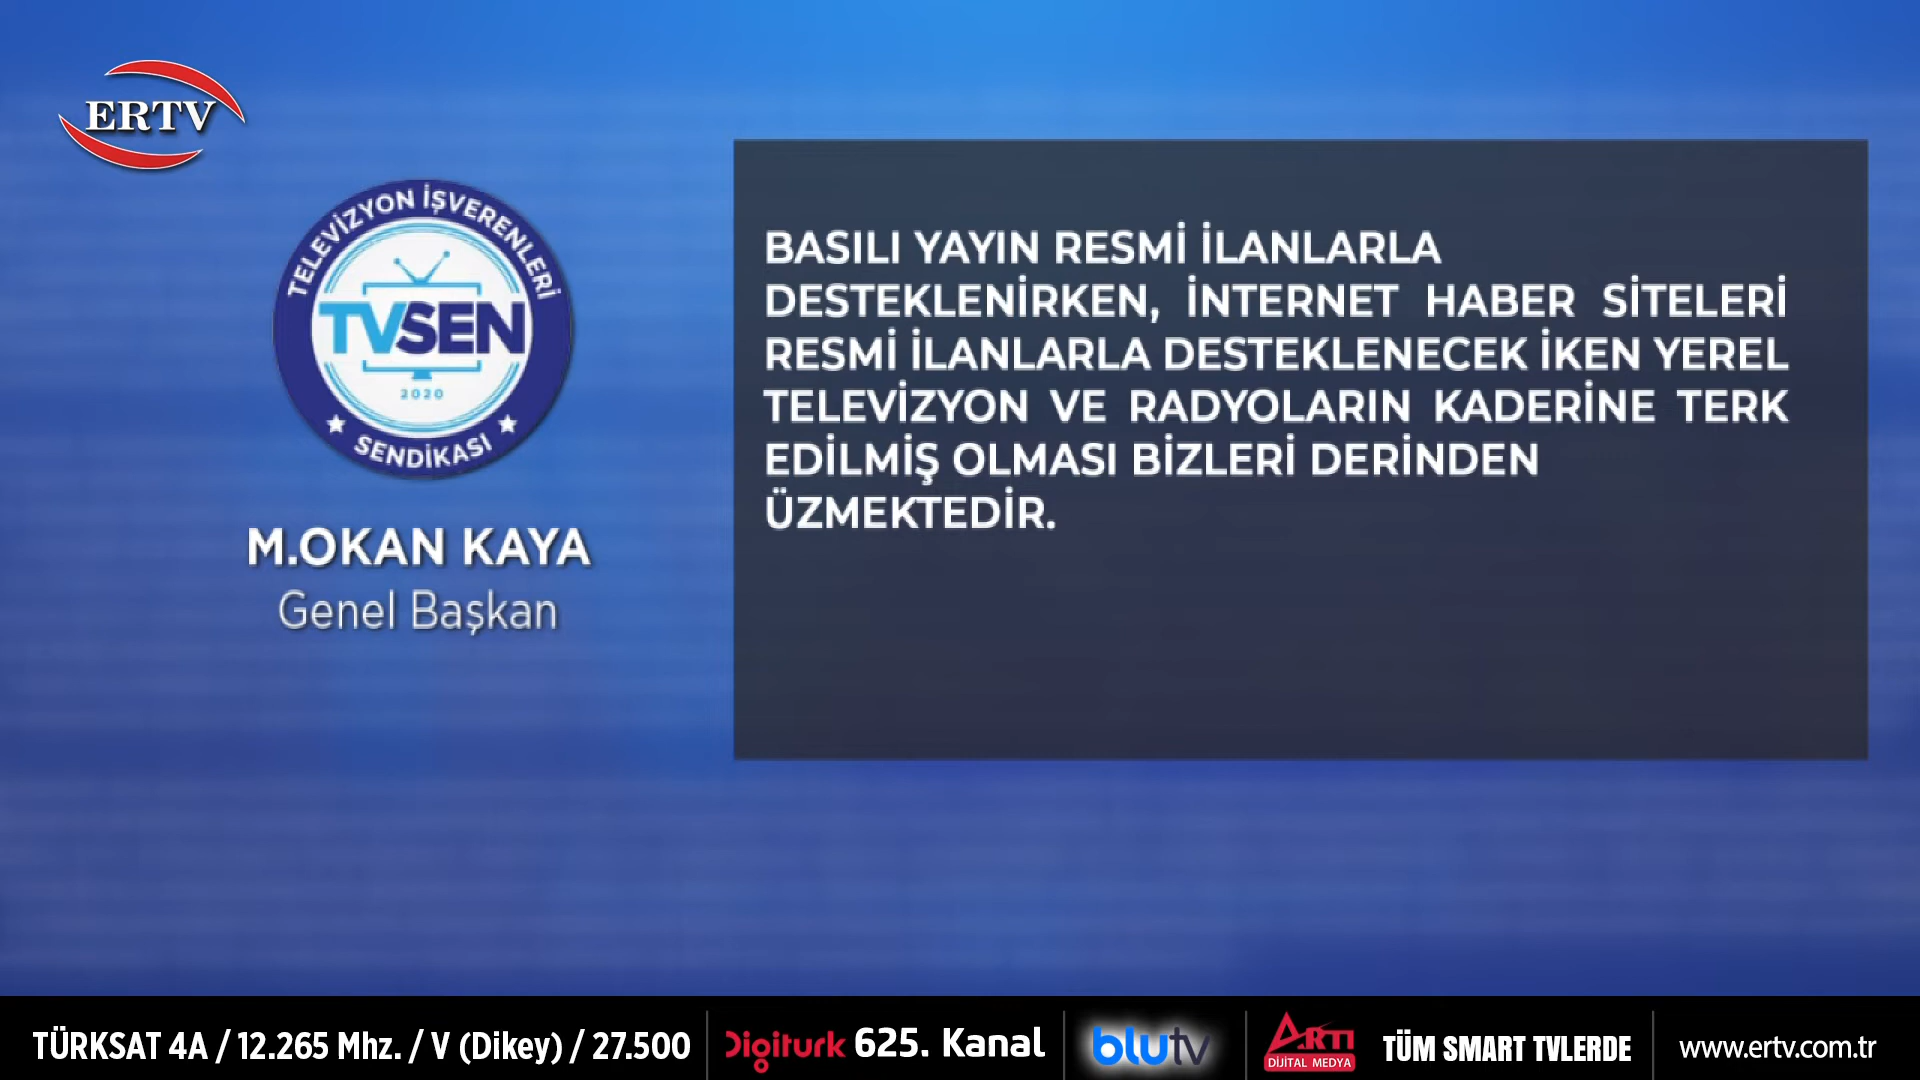 ERTV
TELEVİZYON İŞVERENLERİ
TVSEN
2020
SENDİKASI
M.OKAN KAYA
Genel Başkan
BASILI YAYIN RESMİ İLANLARLA
DESTEKLENİRKEN, İNTERNET HABER SİTELERİ
RESMİ İLANLARLA DESTEKLENECEK İKEN YEREL
TELEVİZYON VE RADYOLARIN KADERİNE TERK
EDİLMİŞ OLMASI BİZLERİ DERİNDEN
ÜZMEKTEDİR.
TÜRKSAT 4A / 12.265 Mhz. / V (Dikey) / 27.500
Digiturk 625. Kanal
blutv
ARTI
DİJİTAL MEDYA
TÜM SMART TVLERDE
www.ertv.com.tr